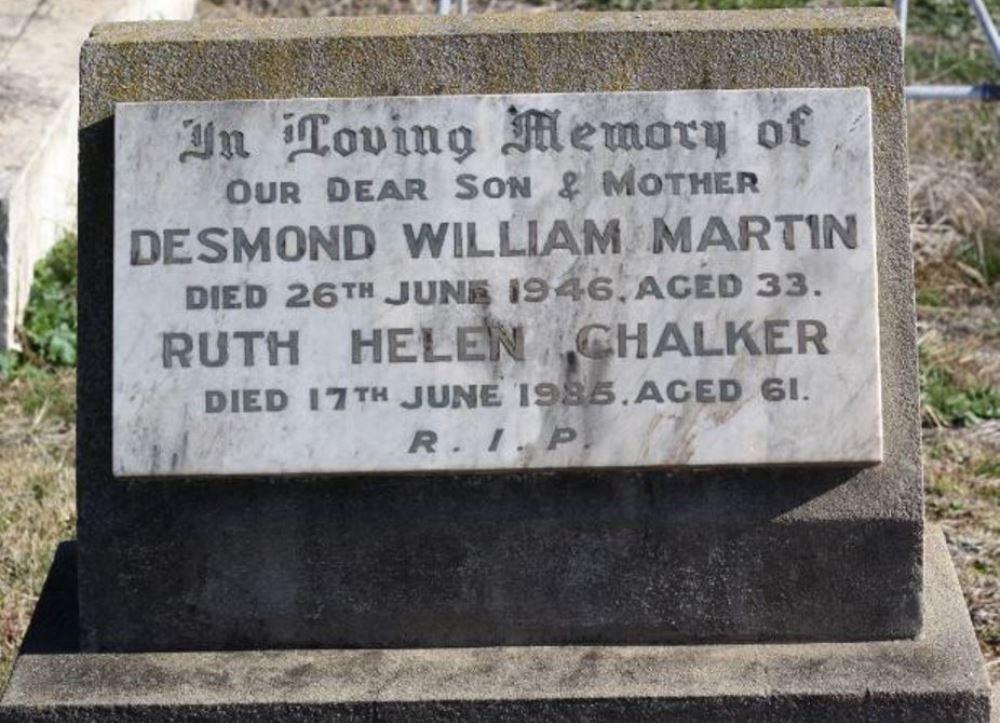 In Loving Memory of
OUR DEAR SON & MOTHER
DESMOND WILLIAM MARTIN
DIED 26TH JUNE 1946, AGED 33.
RUTH HELEN CHALKER
DIED 17TH JUNE AGED 61.
R. I. P.